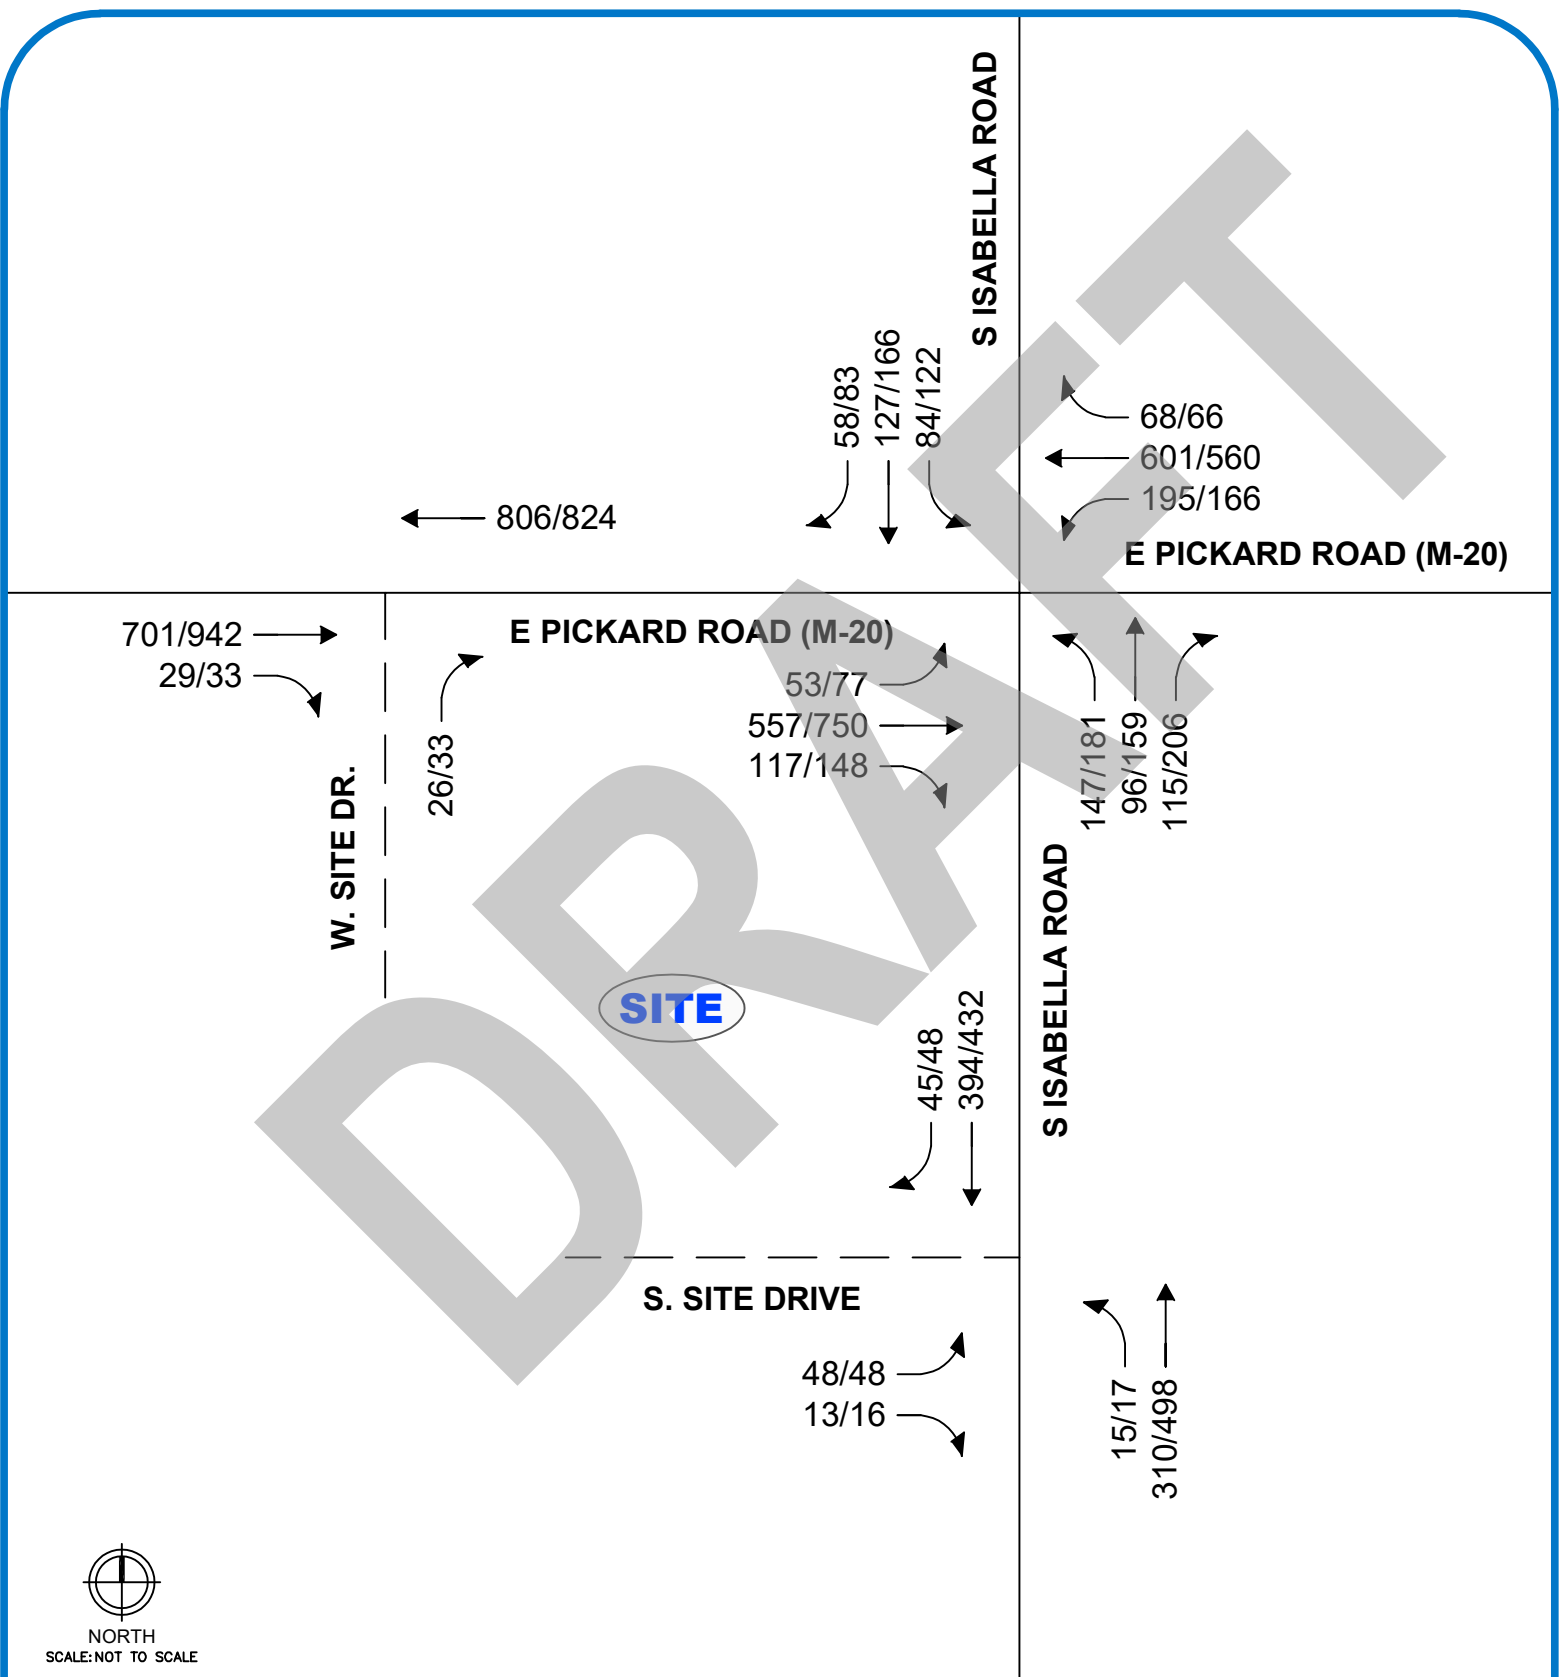 S ISABELLA ROAD
58/83
127/166
84/122
68/66
601/560
195/166
806/824
E PICKARD ROAD (M-20)
701/942
29/33
E PICKARD ROAD (M-20)
53/77
557/750
117/148
26/33
147/181
96/159
115/206
W. SITE DR.
S ISABELLA ROAD
SITE
45/48
394/432
S. SITE DRIVE
48/48
13/16
15/17
310/498
NORTH
SCALE: NOT TO SCALE
DRAFT